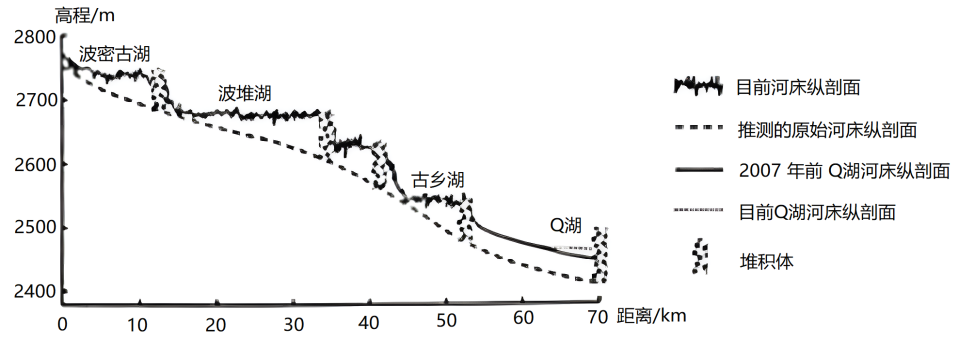 高程/m
2800
2700
2600
2500
2400
波密古湖
波堆湖
古乡湖
Q湖
0 10 20 30 40 50 60 70 距离/km
目前河床纵剖面
推测的原始河床纵剖面
2007 年前 Q湖河床纵剖面
目前Q湖河床纵剖面
堆积体